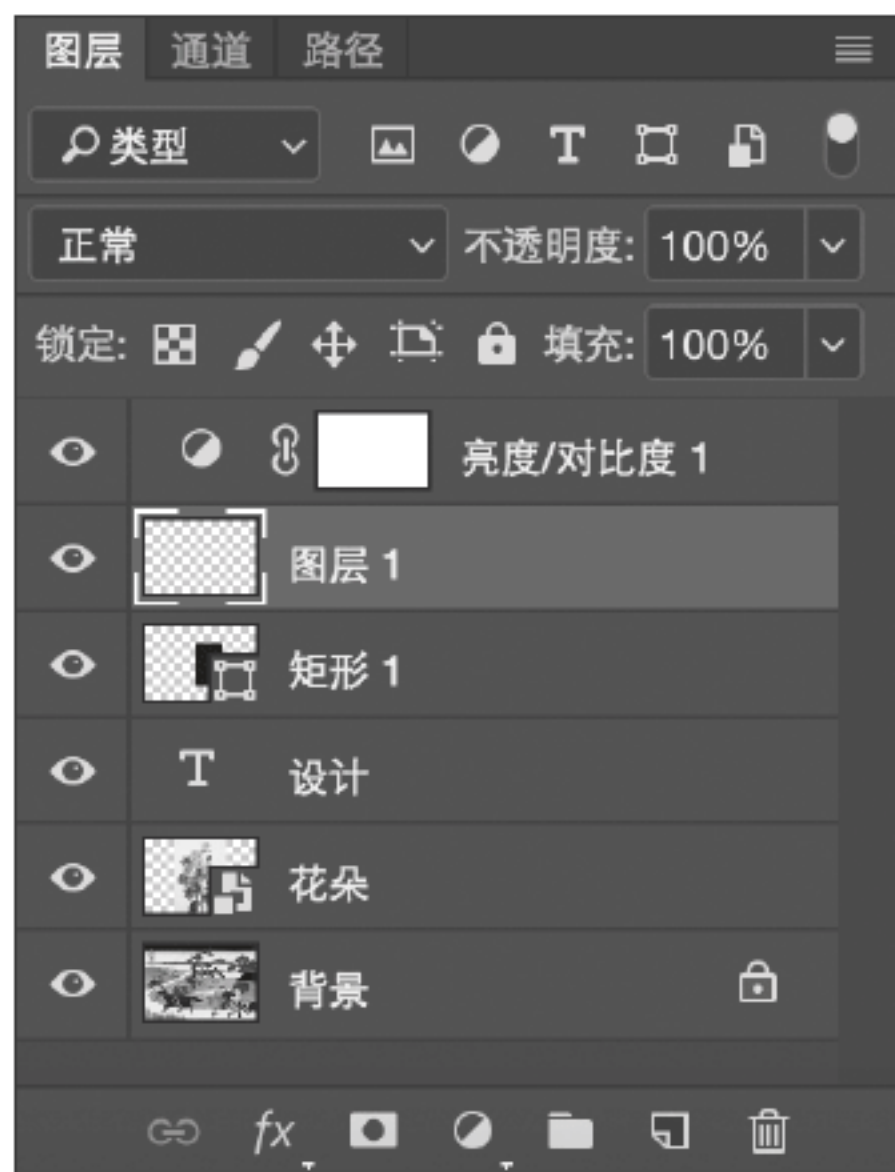 图层 通道 路径
类型 T
正常 不透明度: 100%
锁定: 填充: 100%
亮度/对比度 1
图层 1
矩形 1
T 设计
花朵
背景
fx